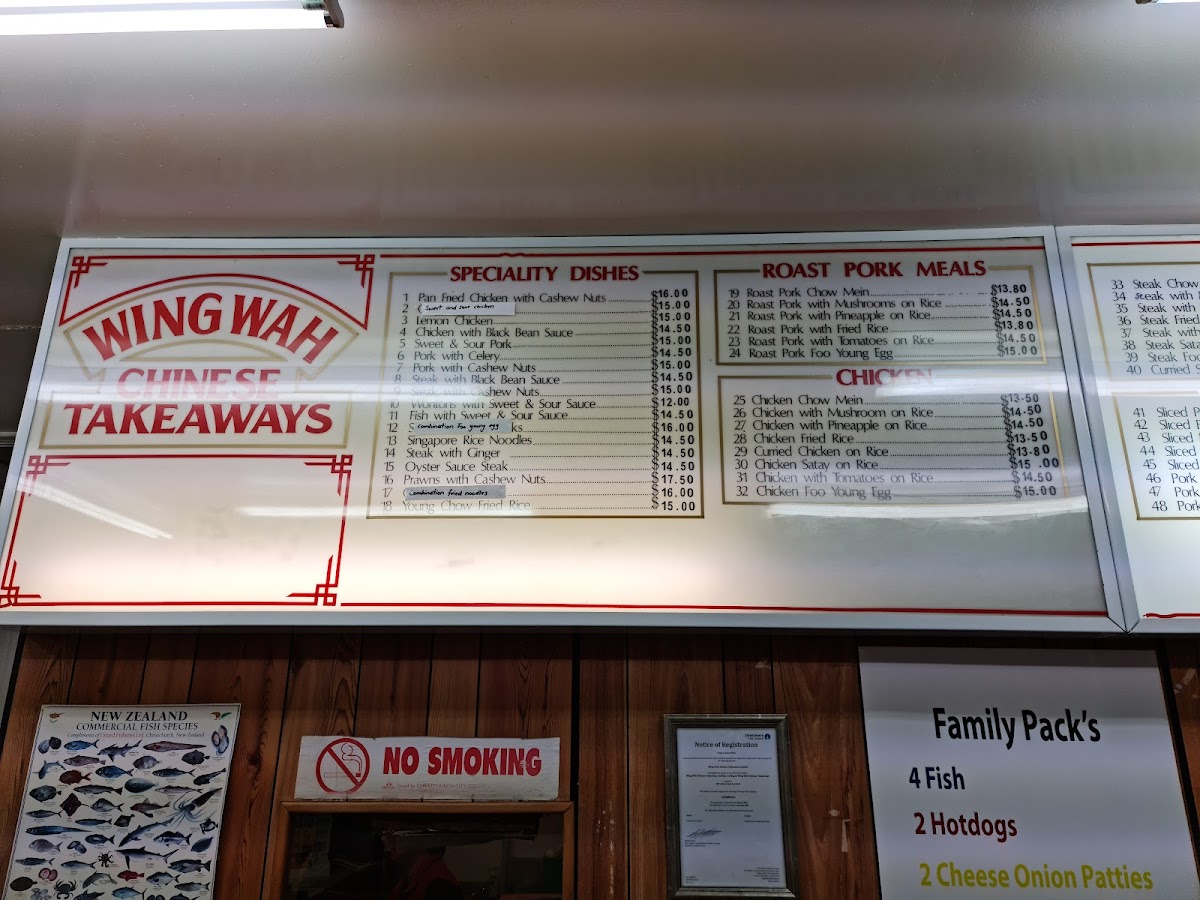 WING WAH
CHINESE
TAKEAWAYS
SPECIALITY DISHES
1 Pan Fried Chicken with Cashew Nuts $16.00
2 Sweet and sour chicken $15.00
3 Lemon Chicken $15.00
4 Chicken with Black Bean Sauce $14.50
5 Sweet & Sour Pork $15.00
6 Pork with Celery $14.50
7 Pork with Cashew Nuts $15.00
8 Steak with Black Bean Sauce $14.50
9 Steak with Cashew Nuts $15.00
10 Wontons with Sweet & Sour Sauce $12.00
11 Fish with Sweet & Sour Sauce $14.50
12 S combination Foo young egg ks $16.00
13 Singapore Rice Noodles $14.50
14 Steak with Ginger $14.50
15 Oyster Sauce Steak $14.50
16 Prawns with Cashew Nuts $17.50
17 combination fried noodles $16.00
18 Young Chow Fried Rice $15.00
ROAST PORK MEALS
19 Roast Pork Chow Mein $13.80
20 Roast Pork with Mushrooms on Rice $14.50
21 Roast Pork with Pineapple on Rice $14.50
22 Roast Pork with Fried Rice $13.80
23 Roast Pork with Tomatoes on Rice $14.50
24 Roast Pork Foo Young Egg $15.00
CHICKEN
25 Chicken Chow Mein $13.50
26 Chicken with Mushroom on Rice $14.50
27 Chicken with Pineapple on Rice $14.50
28 Chicken Fried Rice $13.50
29 Curried Chicken on Rice $13.80
30 Chicken Satay on Rice $15.00
31 Chicken with Tomatoes on Rice $14.50
32 Chicken Foo Young Egg $15.00
33 Steak Chow
34 Steak with
35 Steak with
36 Steak Fried
37 Steak with
38 Steak Sata
39 Steak Foo
40 Curried S
41 Sliced
42 Sliced
43 Sliced
44 Sliced
45 Sliced
46 Pork
47 Pork
48 Pork
NEW ZEALAND
COMMERCIAL FISH SPECIES
Compliments of United Fisheries Ltd, Christchurch, New Zealand
NO SMOKING
Notice of Registration
Family Pack's
4 Fish
2 Hotdogs
2 Cheese Onion Patties